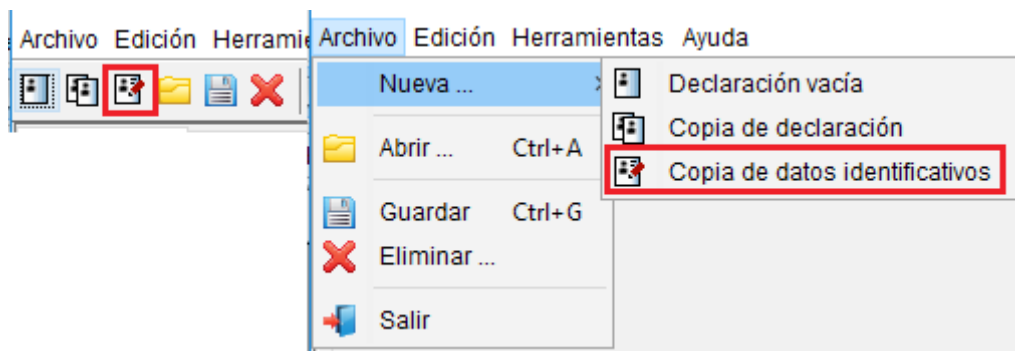 Archivo Edición Herramie
Archivo Edición Herramientas Ayuda
Nueva ...
Declaración vacía
Copia de declaración
Copia de datos identificativos
Abrir ... Ctrl+A
Guardar Ctrl+G
Eliminar ...
Salir